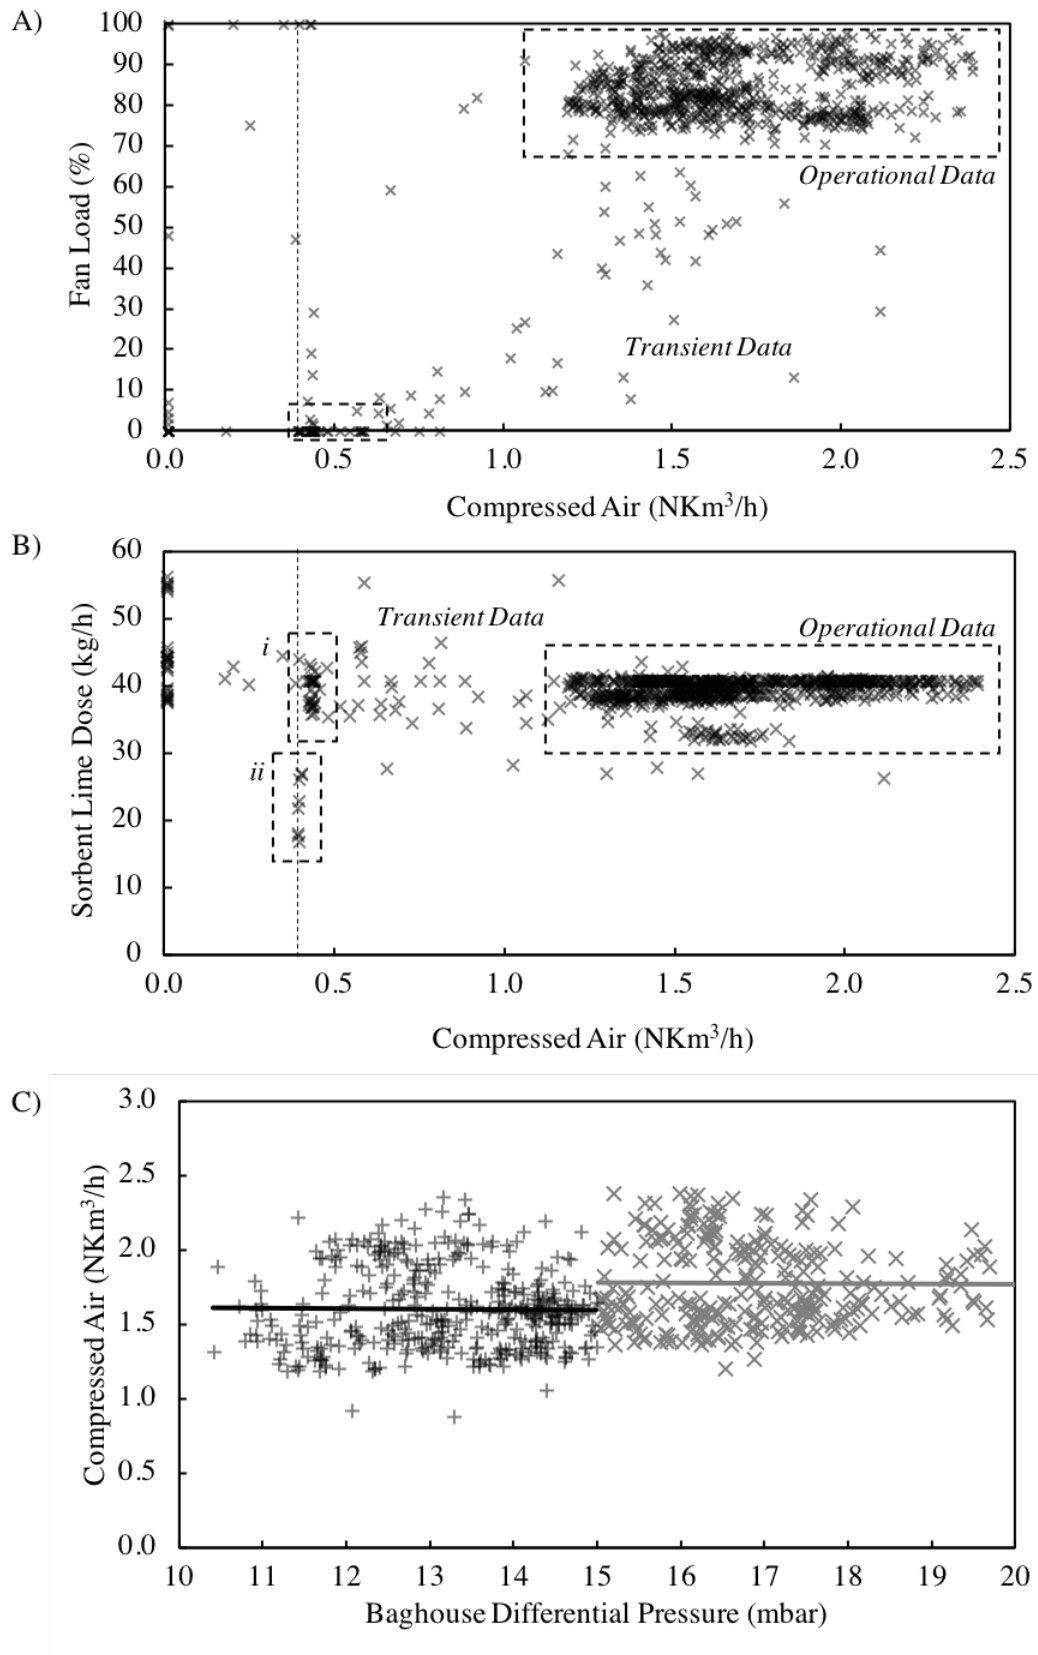 A)
100
90
80
70
60
50
40
30
20
10
0
Fan Load (%)
Operational Data
Transient Data
0.0 0.5 1.0 1.5 2.0 2.5
Compressed Air (NKm³/h)
B)
60
50
40
30
20
10
0
Sorbent Lime Dose (kg/h)
Transient Data
Operational Data
i
ii
0.0 0.5 1.0 1.5 2.0 2.5
Compressed Air (NKm³/h)
C)
3.0
2.5
2.0
1.5
1.0
0.5
0.0
Compressed Air (NKm³/h)
10 11 12 13 14 15 16 17 18 19 20
Baghouse Differential Pressure (mbar)